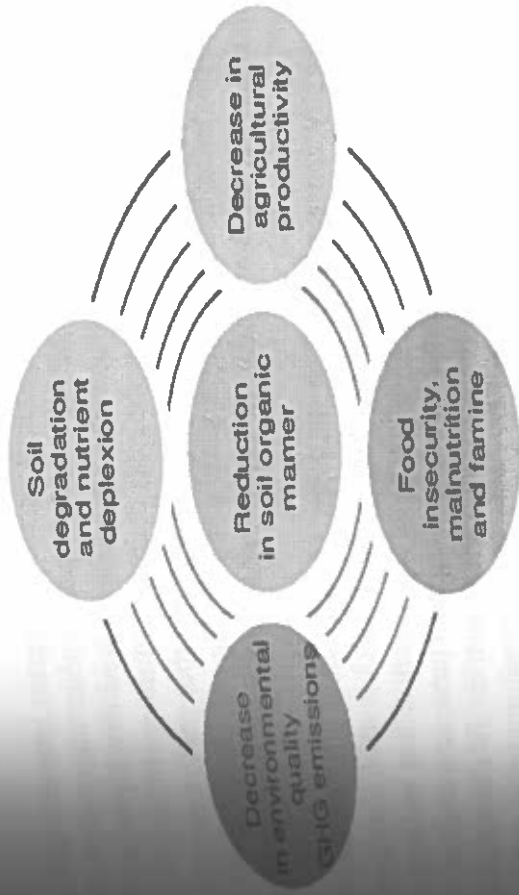 Soil
degradation
and nutrient
deplexion
Decrease
in environmental
quality
GHG emissions
Reduction
in soil organic
mamer
Decrease in
agricultural
productivity
Food
insecurity,
malnutrition
and famine